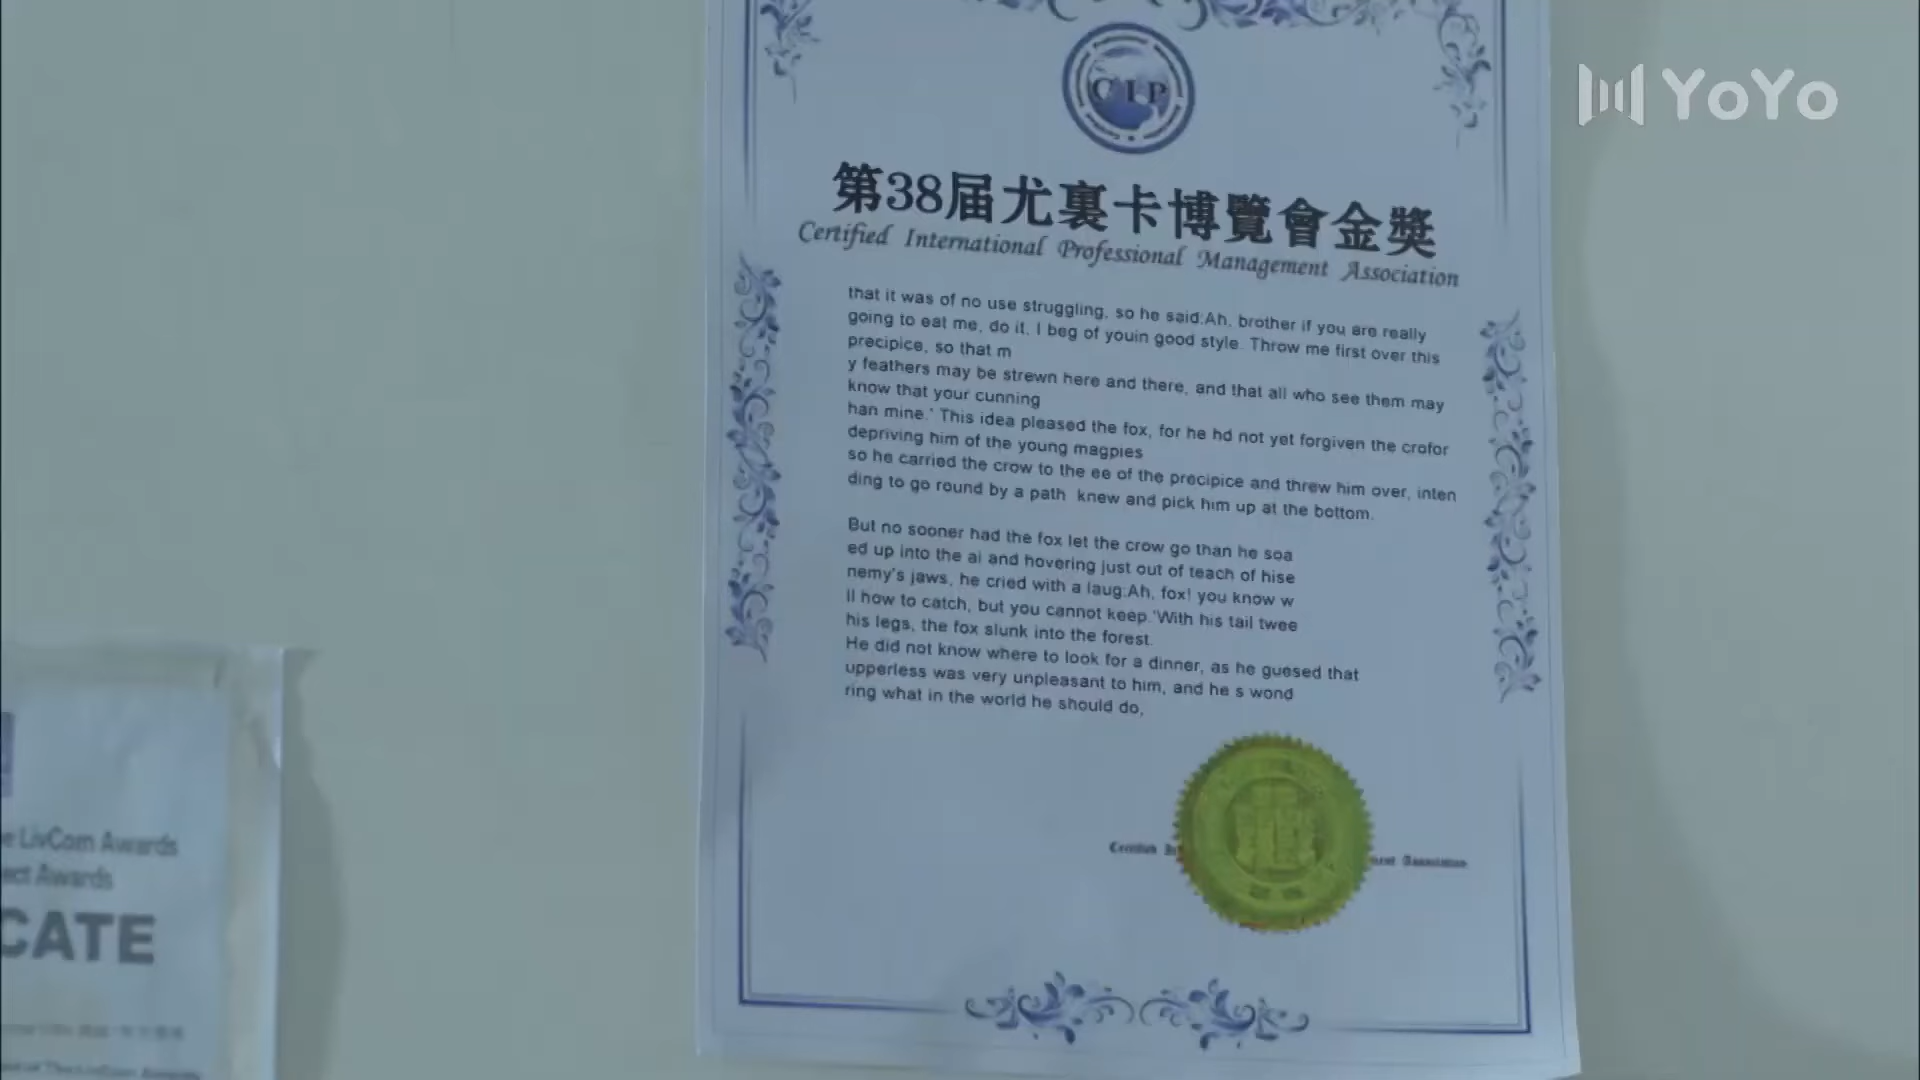 YoYo
CIP
第38届尤裏卡博覽會金獎
Certified International Professional Management Association
that it was of no use struggling, so he said:Ah, brother if you are really
going to eat me, do it, I beg of youin good style. Throw me first over this
precipice, so that m
y feathers may be strewn here and there, and that all who see them may
know that your cunning
han mine.' This idea pleased the fox, for he hd not yet forgiven the crofor
depriving him of the young magpies
so he carried the crow to the ee of the precipice and threw him over, inten
ding to go round by a path knew and pick him up at the bottom.
But no sooner had the fox let the crow go than he soa
ed up into the ai and hovering just out of teach of hise
nemy's jaws, he cried with a laug:Ah, fox! you know w
ll how to catch, but you cannot keep.'With his tail twee
his legs, the fox slunk into the forest.
He did not know where to look for a dinner, as he guesed that
upperless was very unpleasant to him, and he s wond
ring what in the world he should do,
Association
e LivCom Awards
ect Awards
CATE